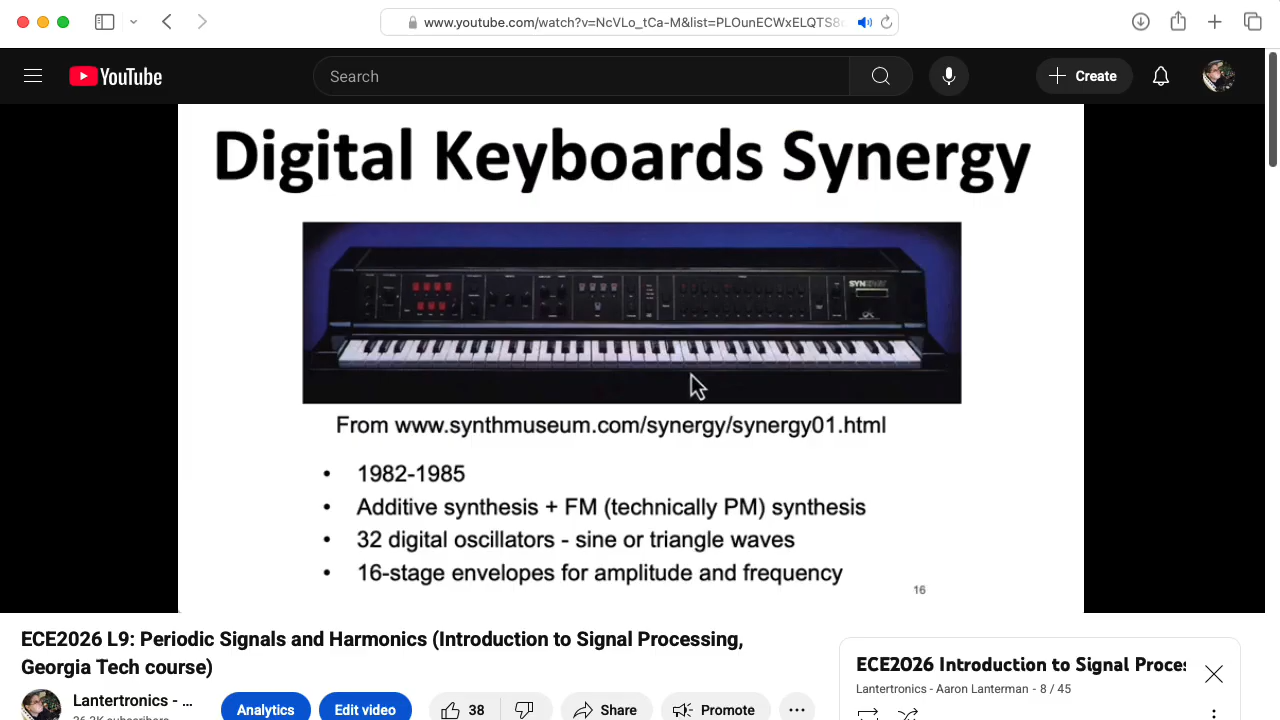 www.youtube.com/watch?v=NcVLo_tCa-M&list=PLOunECWxELQTS8
YouTube
Search
Create
Digital Keyboards Synergy
SYNERGY
From www.synthmuseum.com/synergy/synergy01.html
• 1982-1985
• Additive synthesis + FM (technically PM) synthesis
• 32 digital oscillators - sine or triangle waves
• 16-stage envelopes for amplitude and frequency
16
ECE2026 L9: Periodic Signals and Harmonics (Introduction to Signal Processing,
Georgia Tech course)
Lantertronics - ...
Analytics
Edit video
38
Share
Promote
ECE2026 Introduction to Signal Proces
Lantertronics - Aaron Lanterman - 8 / 45